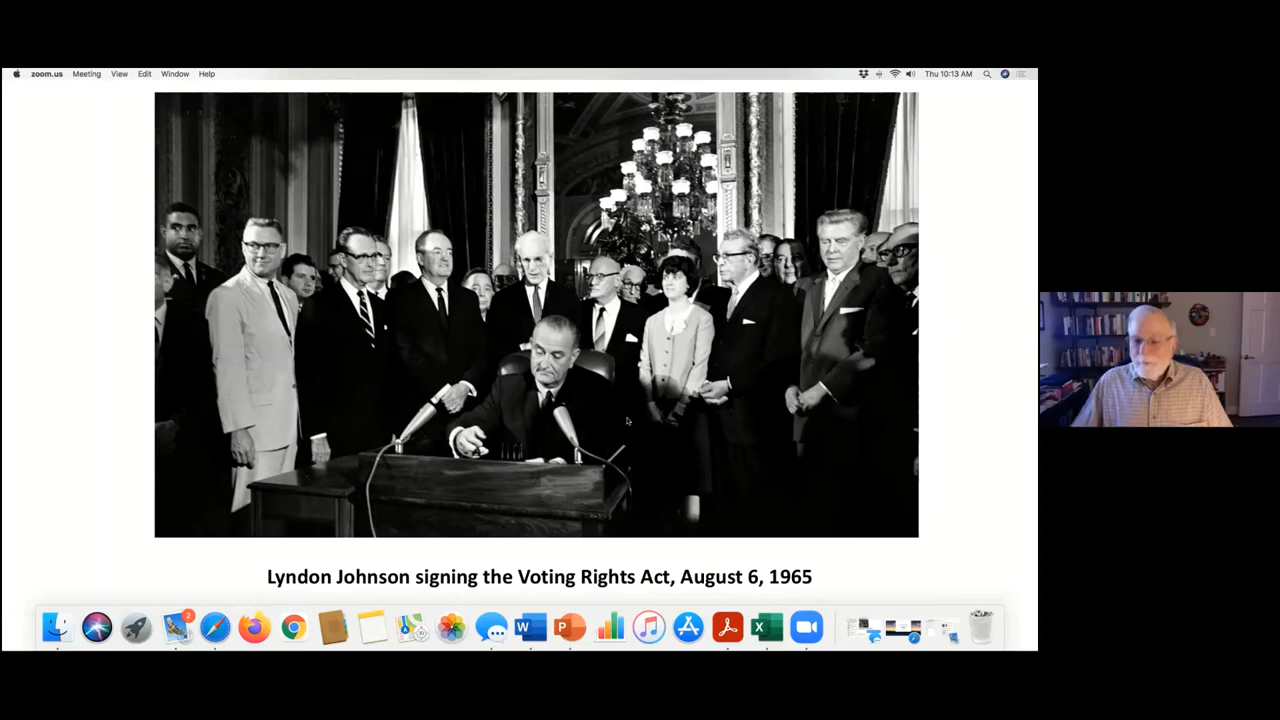 zoom.us Meeting View Edit Window Help Thu 10:13 AM
Lyndon Johnson signing the Voting Rights Act, August 6, 1965
2